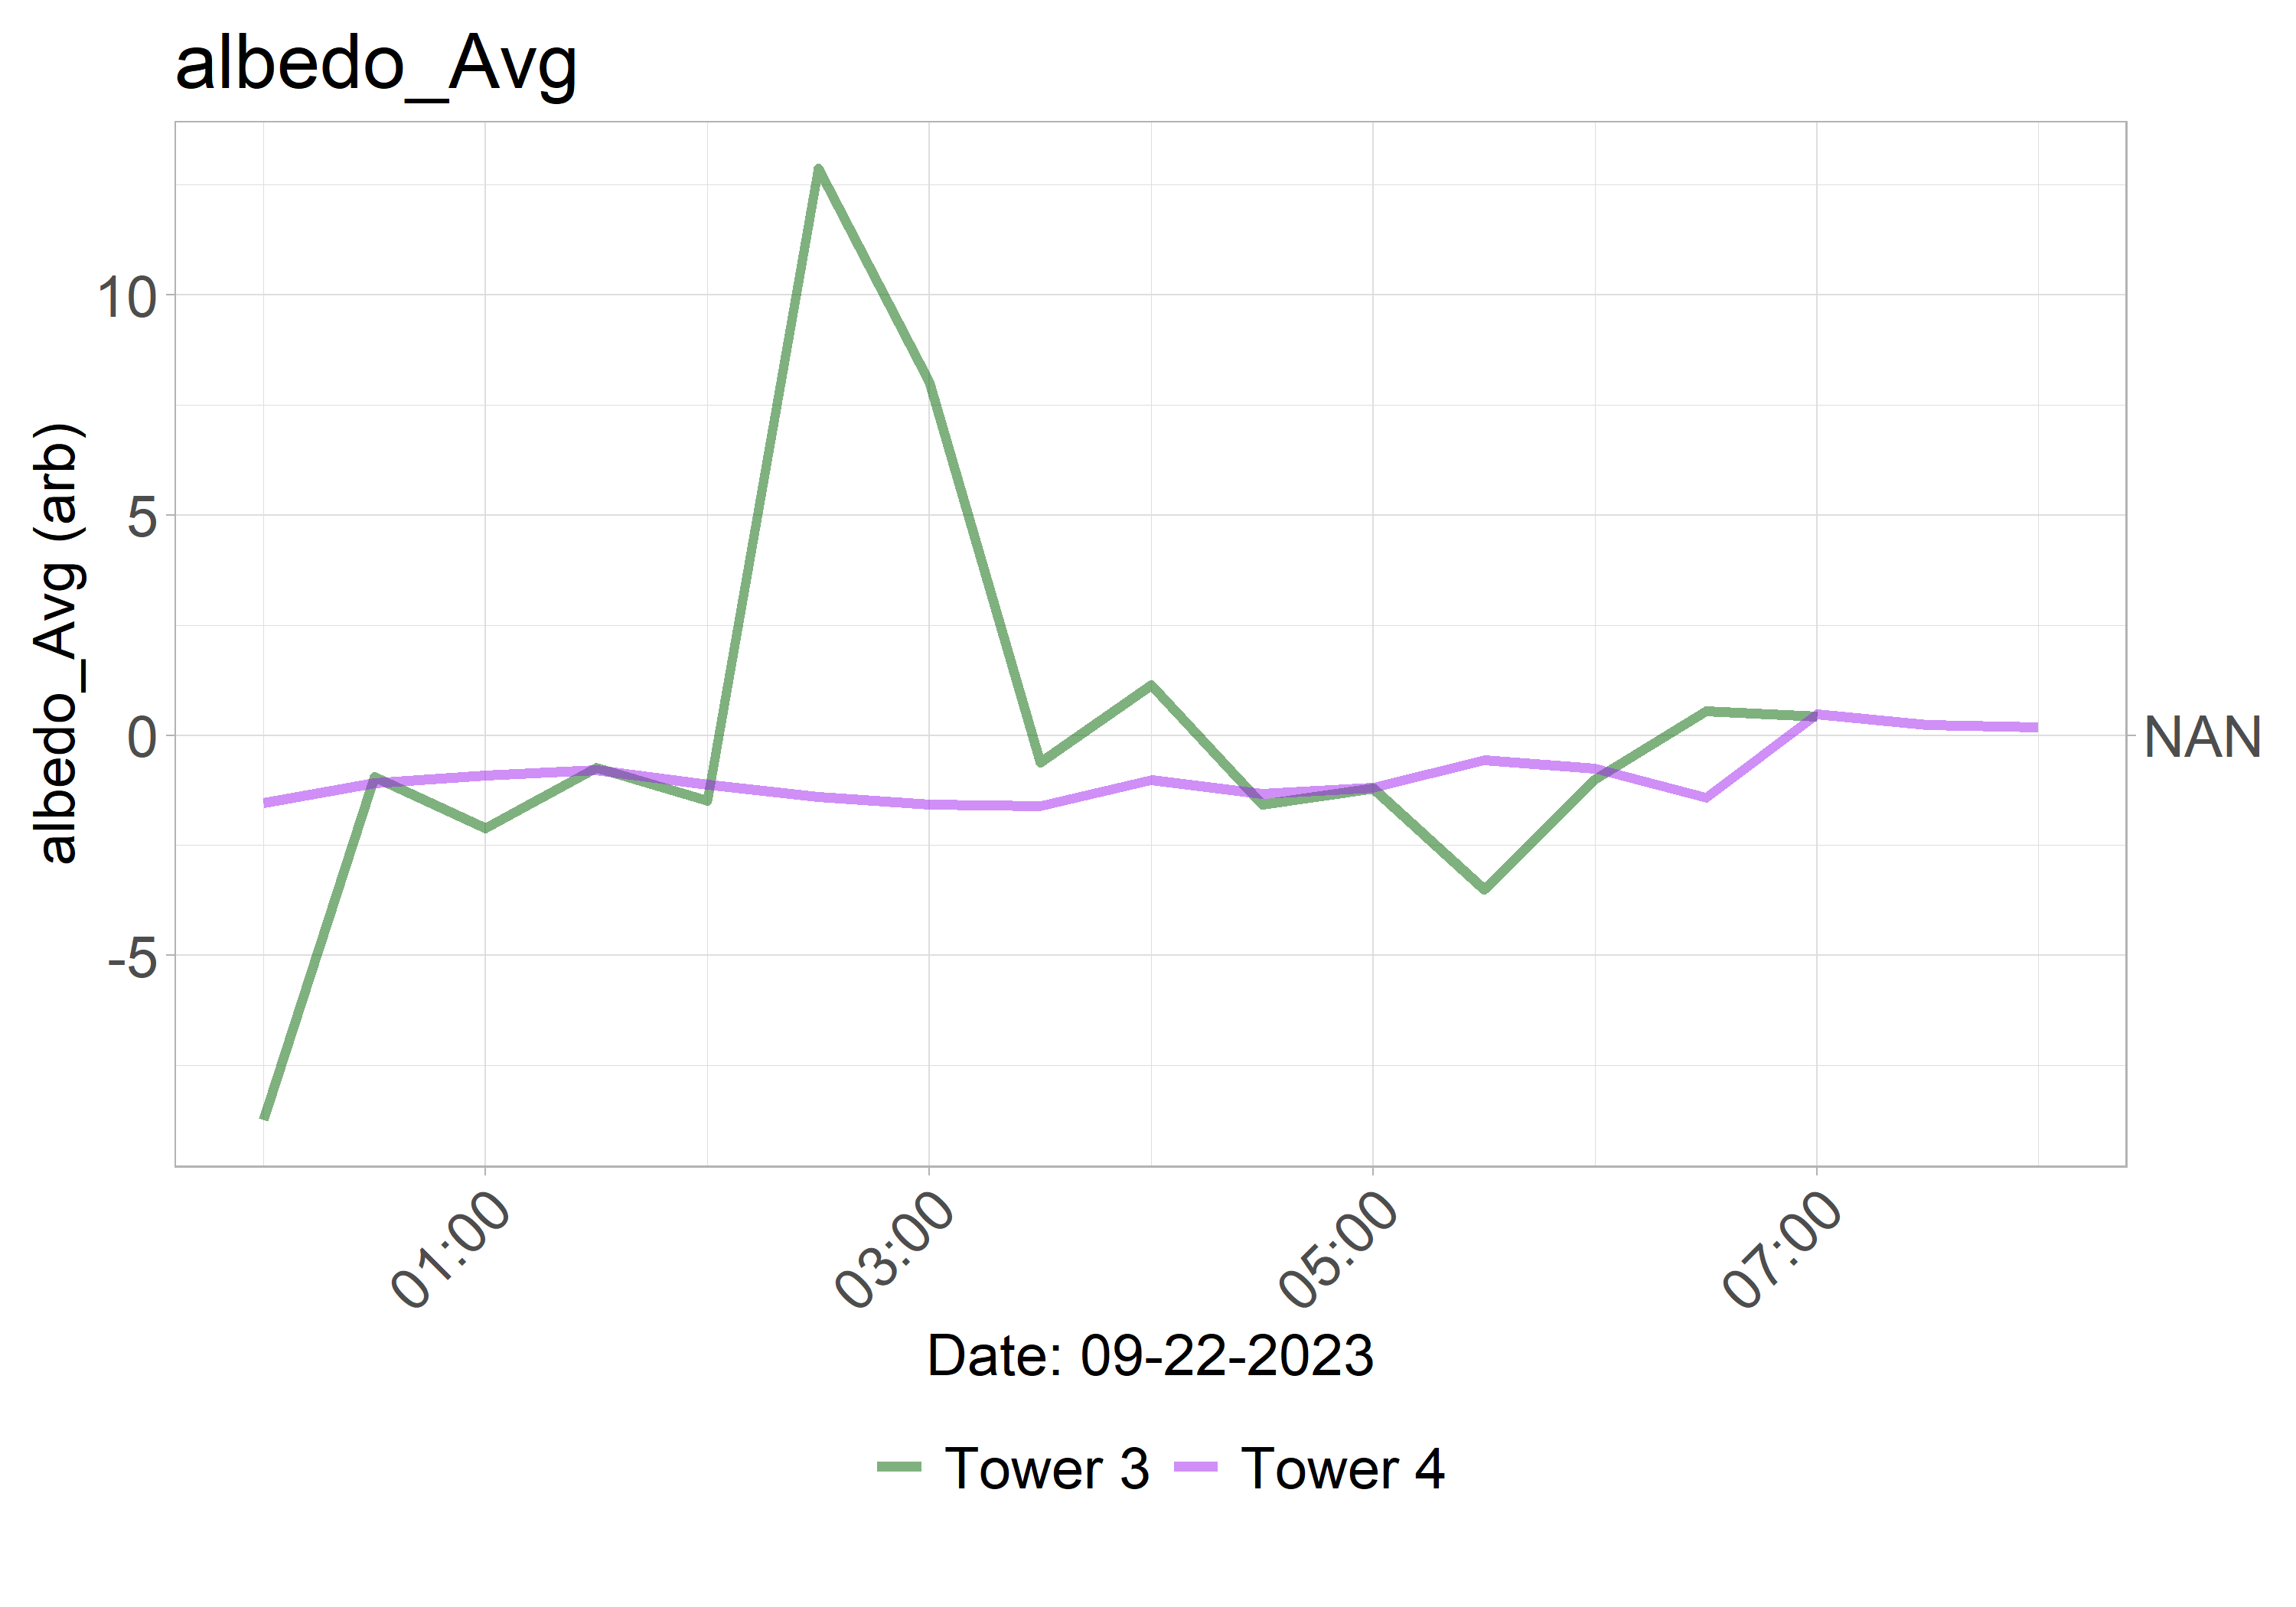 albedo_Avg
albedo_Avg (arb)
10
5
0
-5
NAN
01:00
03:00
05:00
07:00
Date: 09-22-2023
Tower 3
Tower 4